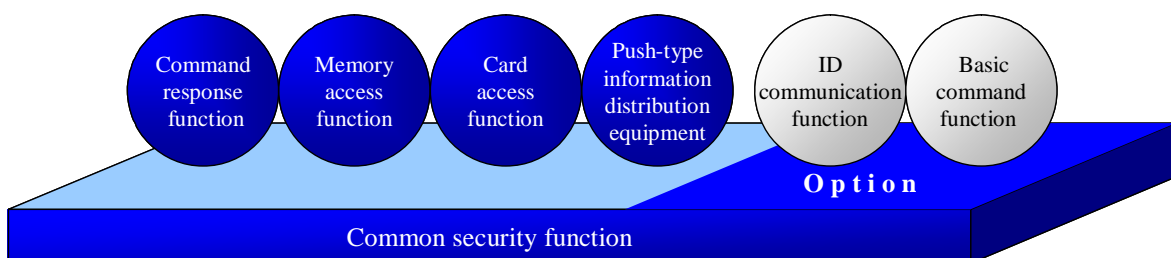 Command
response
function
Memory
access
function
Card
access
function
Push-type
information
distribution
equipment
ID
communication
function
Basic
command
function
Option
Common security function